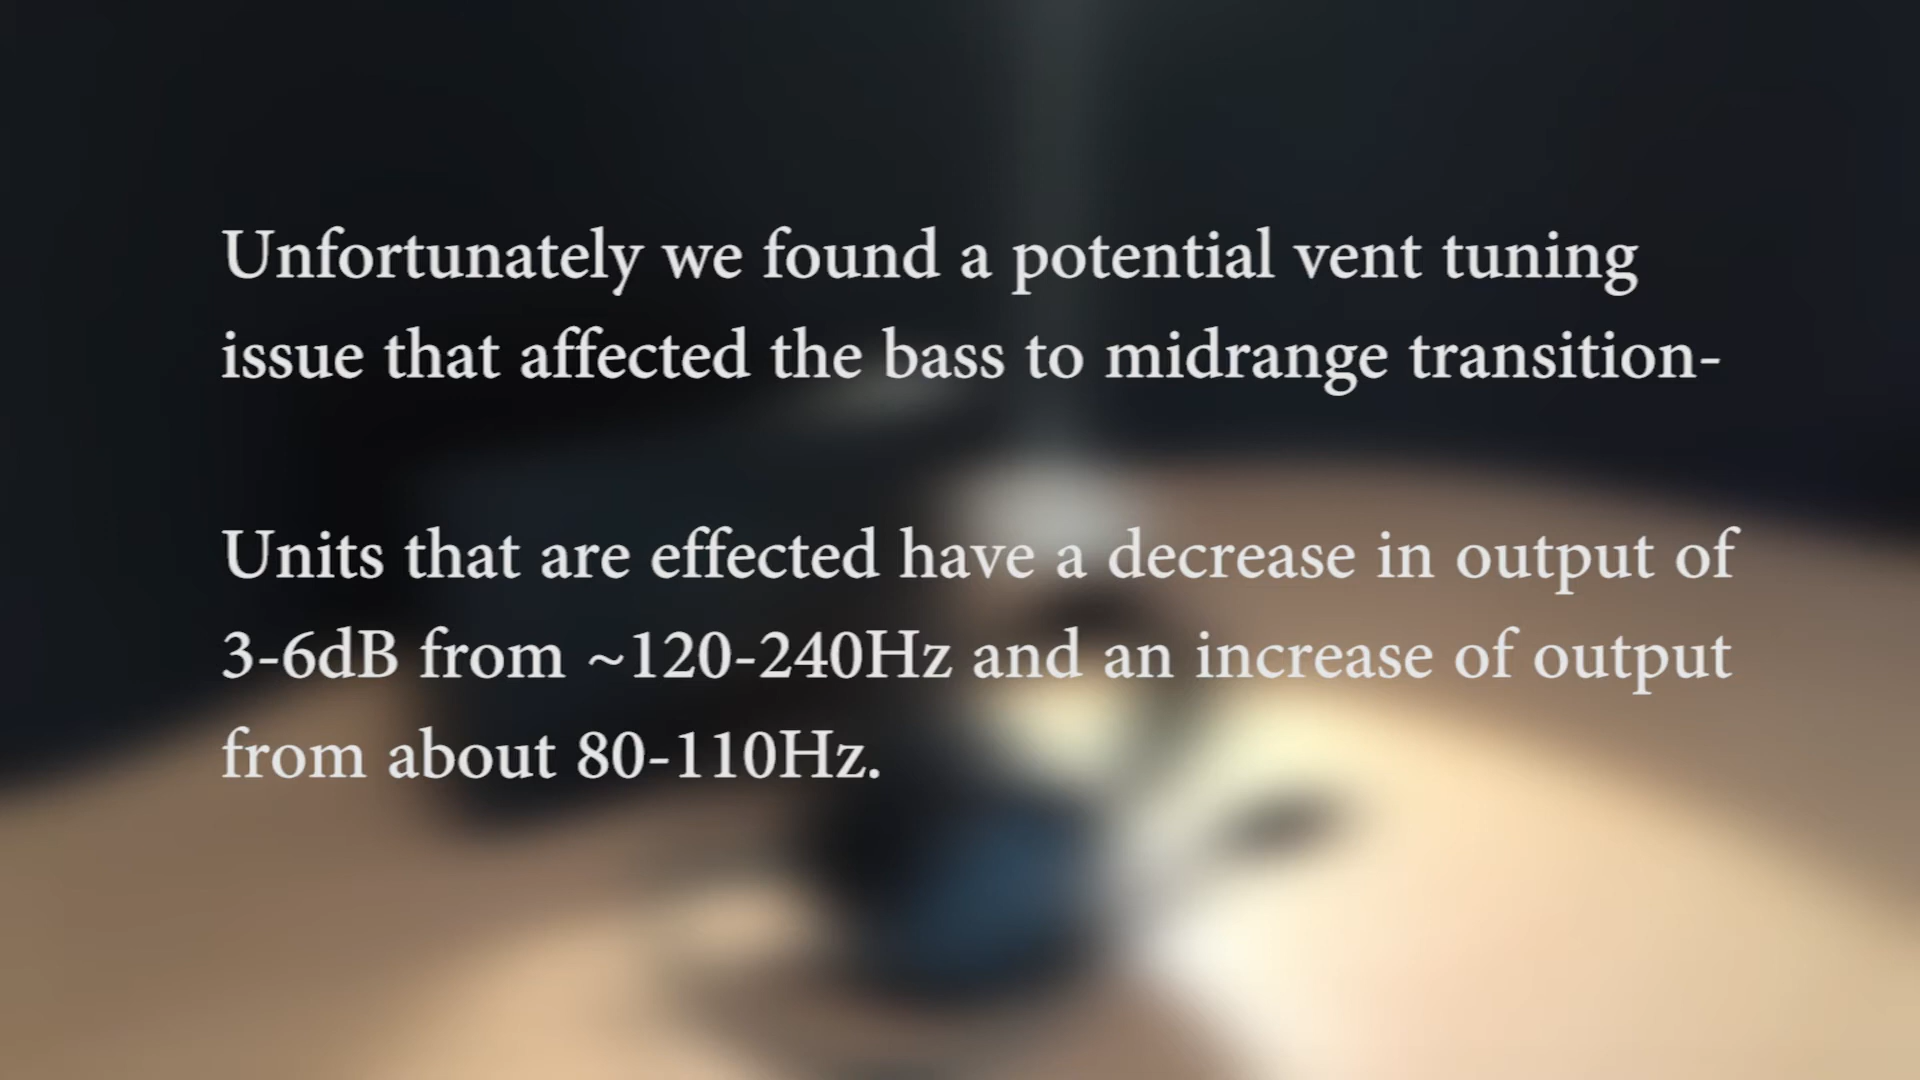 Unfortunately we found a potential vent tuning
issue that affected the bass to midrange transition-
Units that are effected have a decrease in output of
3-6dB from ~120-240Hz and an increase of output
from about 80-110Hz.